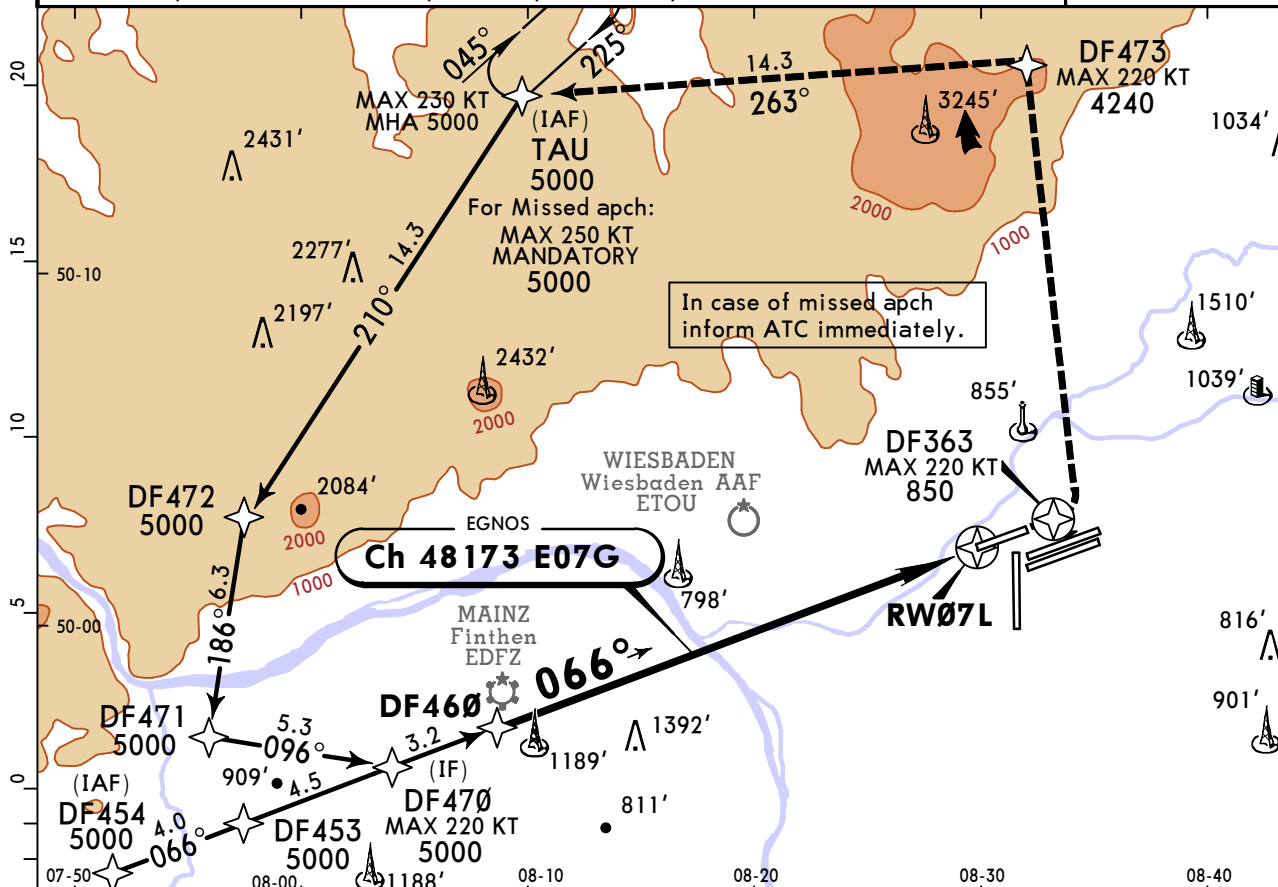 045°
225°
MAX 230 KT
MHA 5000
(IAF)
TAU
5000
For Missed apch:
MAX 250 KT
MANDATORY
5000
14.3
263°
DF473
MAX 220 KT
4240
3245'
1034'
2431'
2000
1000
20
15
50-10
2277'
14.3
210°
2197'
In case of missed apch
inform ATC immediately.
1510'
2432'
2000
1039'
855'
10
DF363
MAX 220 KT
850
WIESBADEN
Wiesbaden AAF
ETOU
DF472
5000
2084'
2000
EGNOS
Ch 48173 E07G
1000
798'
RWØ7L
5
50-00
186°
6.3
MAINZ
Finthen
EDFZ
066°
816'
901'
DF471
5000
5.3
096°
DF46Ø
3.2
1392'
1189'
0
(IAF)
DF454
5000
909'
4.5
(IF)
DF47Ø
MAX 220 KT
5000
811'
4.0
066°
DF453
5000
1188'
07-50
08-00
08-10
08-20
08-30
08-40